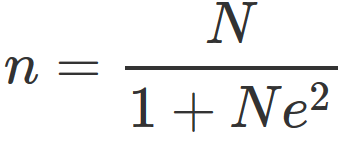 n = N / (1 + Ne²)